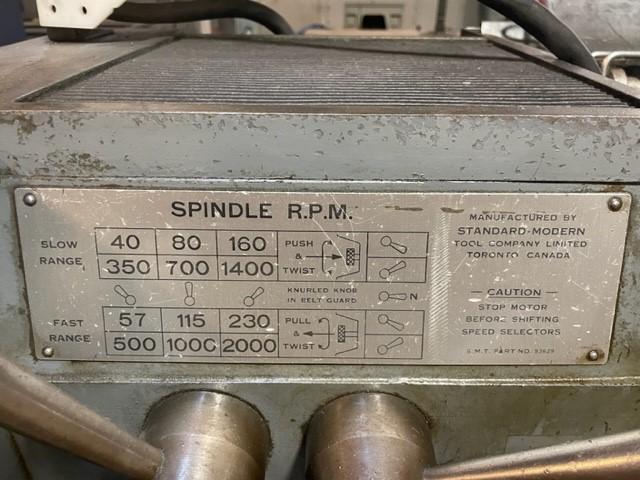 SPINDLE R.P.M.
SLOW RANGE
40 80 160
350 700 1400
PUSH & TWIST
KNURLED KNOB
IN BELT GUARD
N
FAST RANGE
57 115 230
500 1000 2000
PULL & TWIST
MANUFACTURED BY
STANDARD-MODERN
TOOL COMPANY LIMITED
TORONTO CANADA
— CAUTION —
STOP MOTOR
BEFORE SHIFTING
SPEED SELECTORS
S.M.T. PART NO. 93629